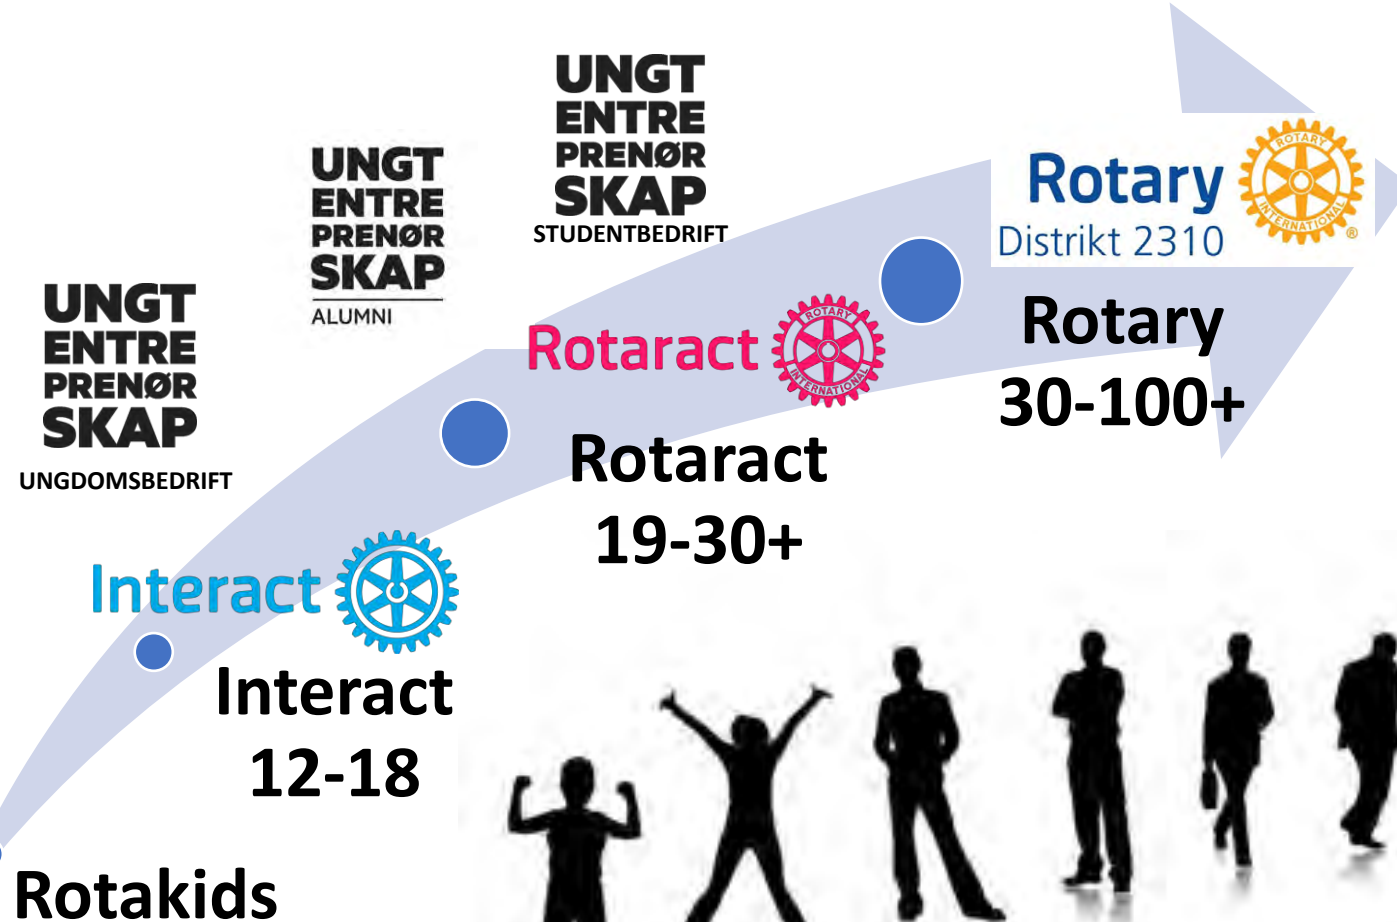 UNGT
ENTRE
PRENØR
SKAP
STUDENTBEDRIFT
UNGT
ENTRE
PRENØR
SKAP
ALUMNI
UNGT
ENTRE
PRENØR
SKAP
UNGDOMSBEDRIFT
Rotary
Distrikt 2310
ROTARY
INTERNATIONAL
®
Rotary
30-100+
Rotaract
ROTARY
INTERNATIONAL
Rotaract
19-30+
Interact
Interact
12-18
Rotakids